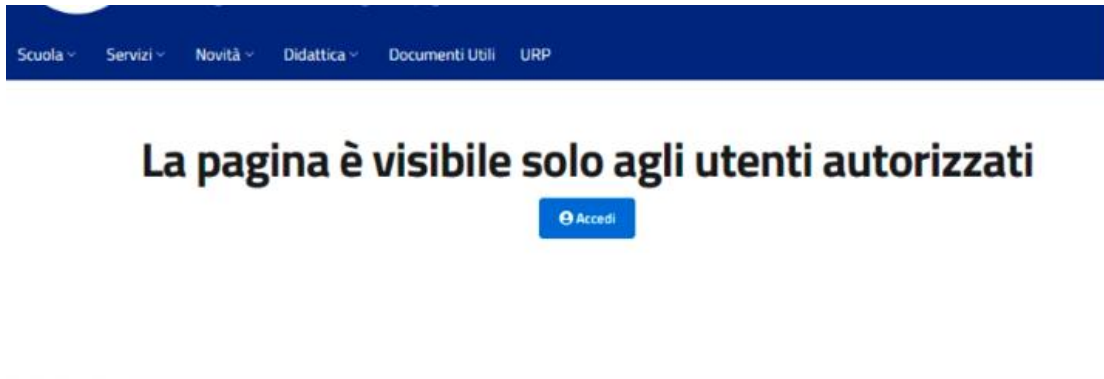 Scuola Servizi Novità Didattica Documenti Utili URP
La pagina è visibile solo agli utenti autorizzati
Accedi